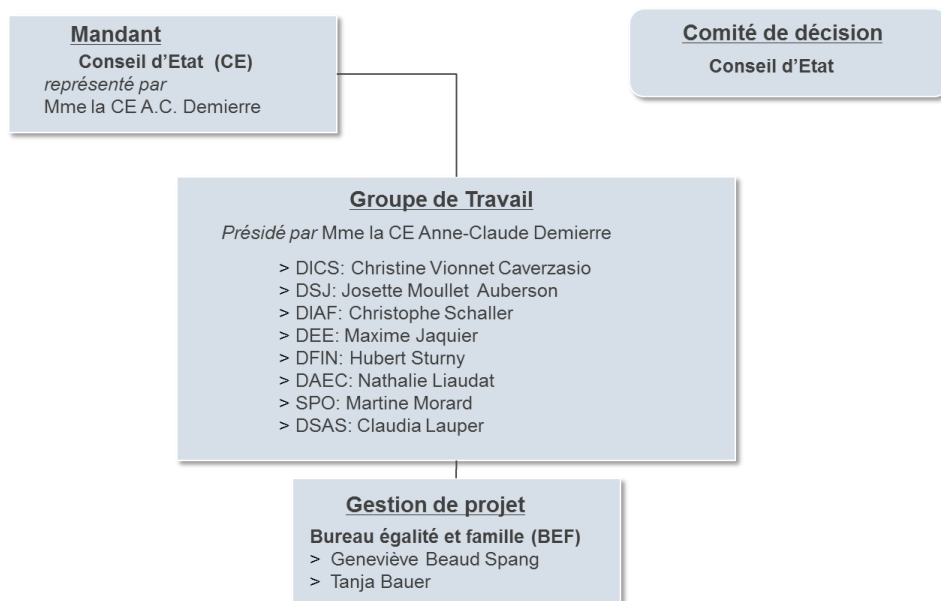 Mandant
Conseil d'Etat (CE)
représenté par
Mme la CE A.C. Demierre
Comité de décision
Conseil d'Etat
Groupe de Travail
Présidé par Mme la CE Anne-Claude Demierre
> DICS: Christine Vionnet Caverzasio
> DSJ: Josette Moullet Auberson
> DIAF: Christophe Schaller
> DEE: Maxime Jaquier
> DFIN: Hubert Sturny
> DAEC: Nathalie Liaudat
> SPO: Martine Morard
> DSAS: Claudia Lauper
Gestion de projet
Bureau égalité et famille (BEF)
> Geneviève Beaud Spang
> Tanja Bauer